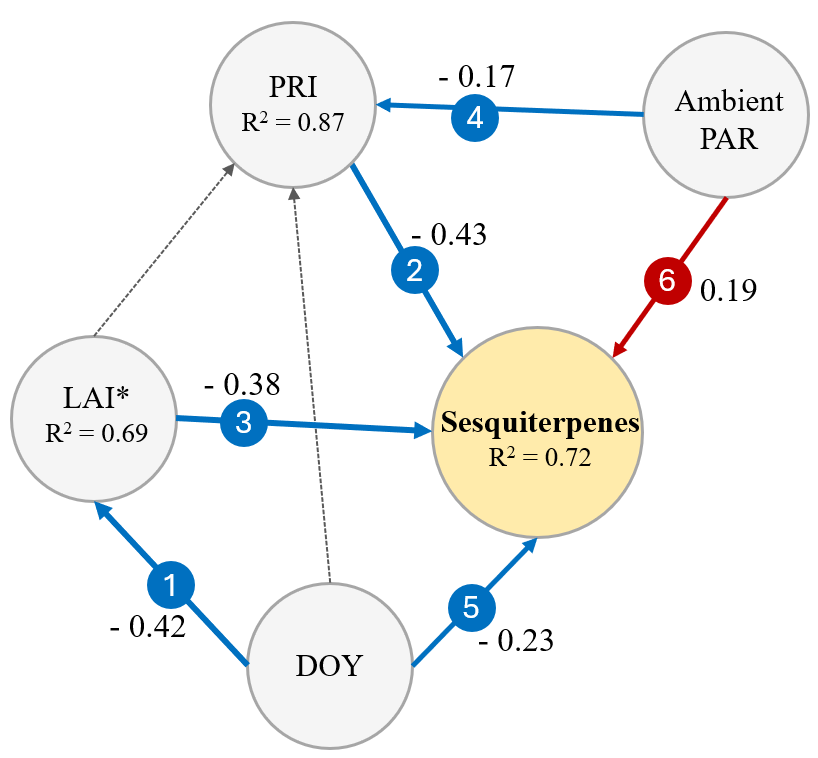 PRI
R² = 0.87
Ambient
PAR
- 0.17
4
- 0.43
2
6
0.19
LAI*
R² = 0.69
- 0.38
3
Sesquiterpenes
R² = 0.72
1
- 0.42
5
- 0.23
DOY